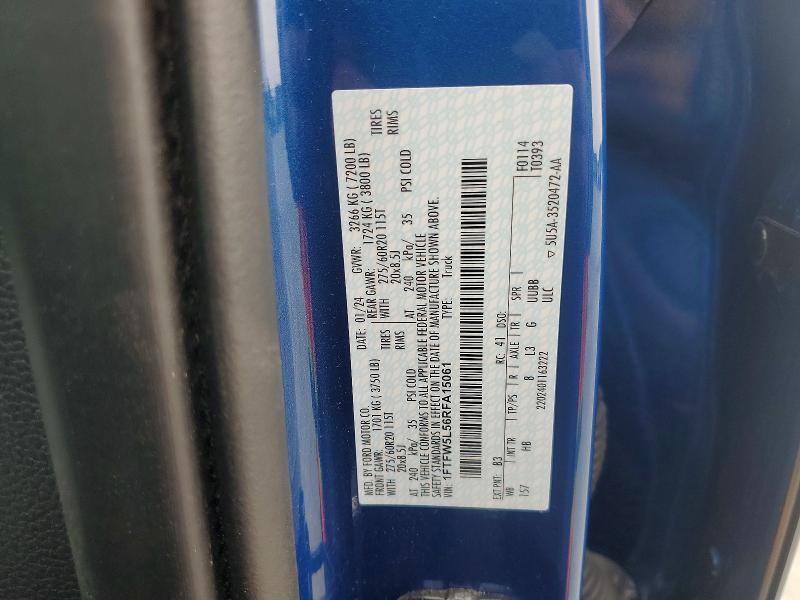 MFD. BY FORD MOTOR CO.
DATE: 01/24 GVWR: 3266 KG ( 7200 LB)
FRONT GAWR: 1701 KG ( 3750 LB) REAR GAWR: 1724 KG ( 3800 LB)
275/60R20 115T TIRES WITH 275/60R20 115T TIRES
20x8.5J RIMS 20x8.5J RIMS
AT 240 kPa/ 35 PSI COLD AT 240 kPa/ 35 PSI COLD
THIS VEHICLE CONFORMS TO ALL APPLICABLE FEDERAL MOTOR VEHICLE
SAFETY STANDARDS IN EFFECT ON THE DATE OF MANUFACTURE SHOWN ABOVE.
VIN: 1FTFW5L56RFA15061 TYPE: Truck
EXT PNT: B3 RC: 41 DSO: F0114
WB INT TR TP/PS R AXLE TR SPR T0393
157 HB B L3 G UUBB
2202401163222 ULC ▽ 5U5A-3520472-AA